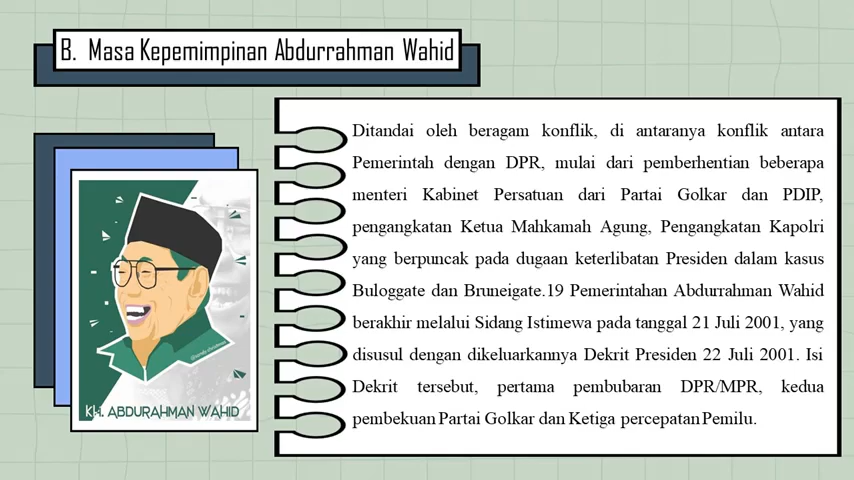 B. Masa Kepemimpinan Abdurrahman Wahid
Ditandai oleh beragam konflik, di antaranya konflik antara
Pemerintah dengan DPR, mulai dari pemberhentian beberapa
menteri Kabinet Persatuan dari Partai Golkar dan PDIP,
pengangkatan Ketua Mahkamah Agung, Pengangkatan Kapolri
yang berpuncak pada dugaan keterlibatan Presiden dalam kasus
Buloggate dan Bruneigate.19 Pemerintahan Abdurrahman Wahid
berakhir melalui Sidang Istimewa pada tanggal 21 Juli 2001, yang
disusul dengan dikeluarkannya Dekrit Presiden 22 Juli 2001. Isi
Dekrit tersebut, pertama pembubaran DPR/MPR, kedua
pembekuan Partai Golkar dan Ketiga percepatan Pemilu.
KH. ABDURAHMAN WAHID